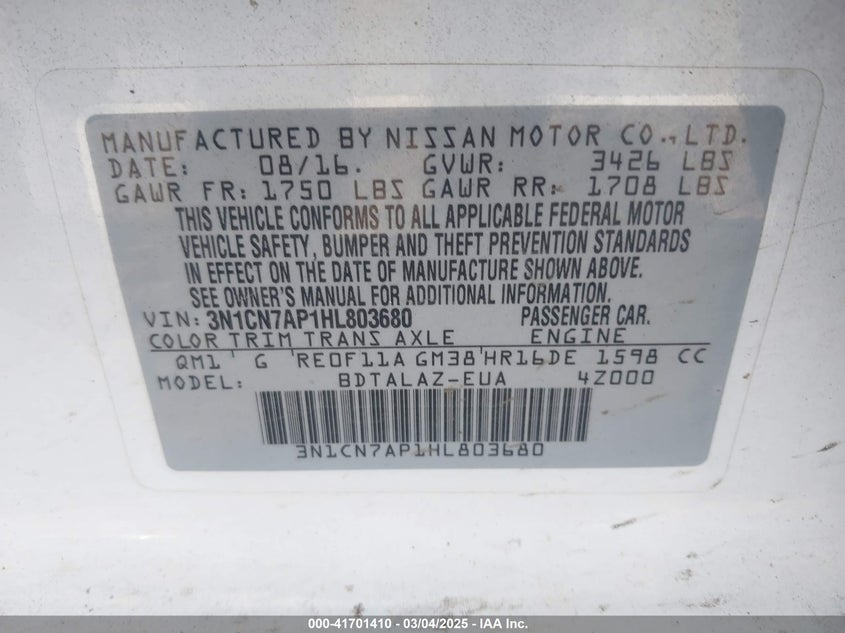 MANUFACTURED BY NISSAN MOTOR CO., LTD.
DATE: 08/16. GVWR: 3426 LBS
GAWR FR: 1750 LBS GAWR RR: 1708 LBS
THIS VEHICLE CONFORMS TO ALL APPLICABLE FEDERAL MOTOR
VEHICLE SAFETY, BUMPER AND THEFT PREVENTION STANDARDS
IN EFFECT ON THE DATE OF MANUFACTURE SHOWN ABOVE.
SEE OWNER'S MANUAL FOR ADDITIONAL INFORMATION.
VIN: 3N1CN7AP1HL803680 PASSENGER CAR.
COLOR TRIM TRANS AXLE ENGINE
QM1 G RE0F11A GM38 HR16DE 1598 CC
MODEL: BDTALAZ-EUA 4Z000
3N1CN7AP1HL803680
000-41701410 - 03/04/2025 - IAA Inc.